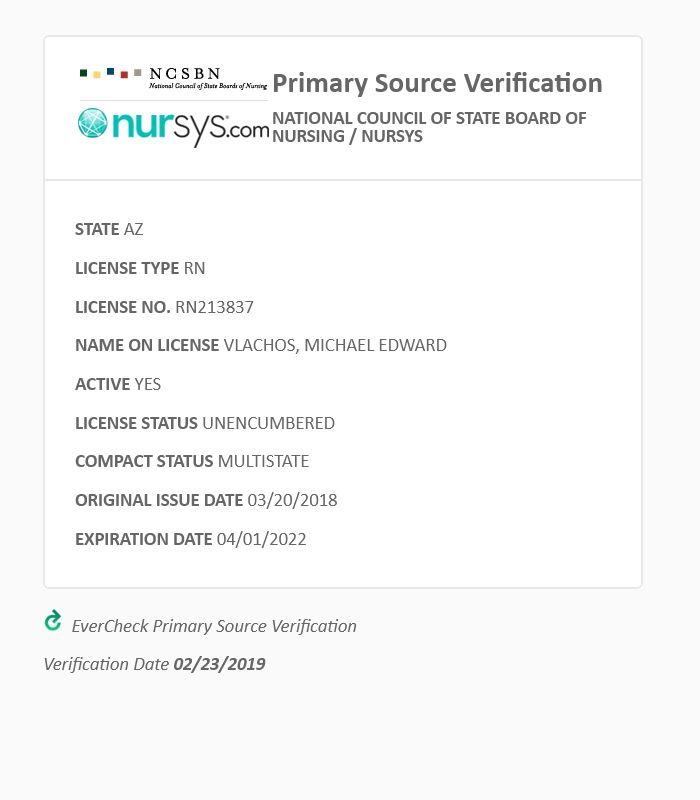 NCSBN
National Council of State Boards of Nursing
Primary Source Verification
nursys.com
NATIONAL COUNCIL OF STATE BOARD OF
NURSING / NURSYS
STATE AZ
LICENSE TYPE RN
LICENSE NO. RN213837
NAME ON LICENSE VLACHOS, MICHAEL EDWARD
ACTIVE YES
LICENSE STATUS UNENCUMBERED
COMPACT STATUS MULTISTATE
ORIGINAL ISSUE DATE 03/20/2018
EXPIRATION DATE 04/01/2022
EverCheck Primary Source Verification
Verification Date 02/23/2019